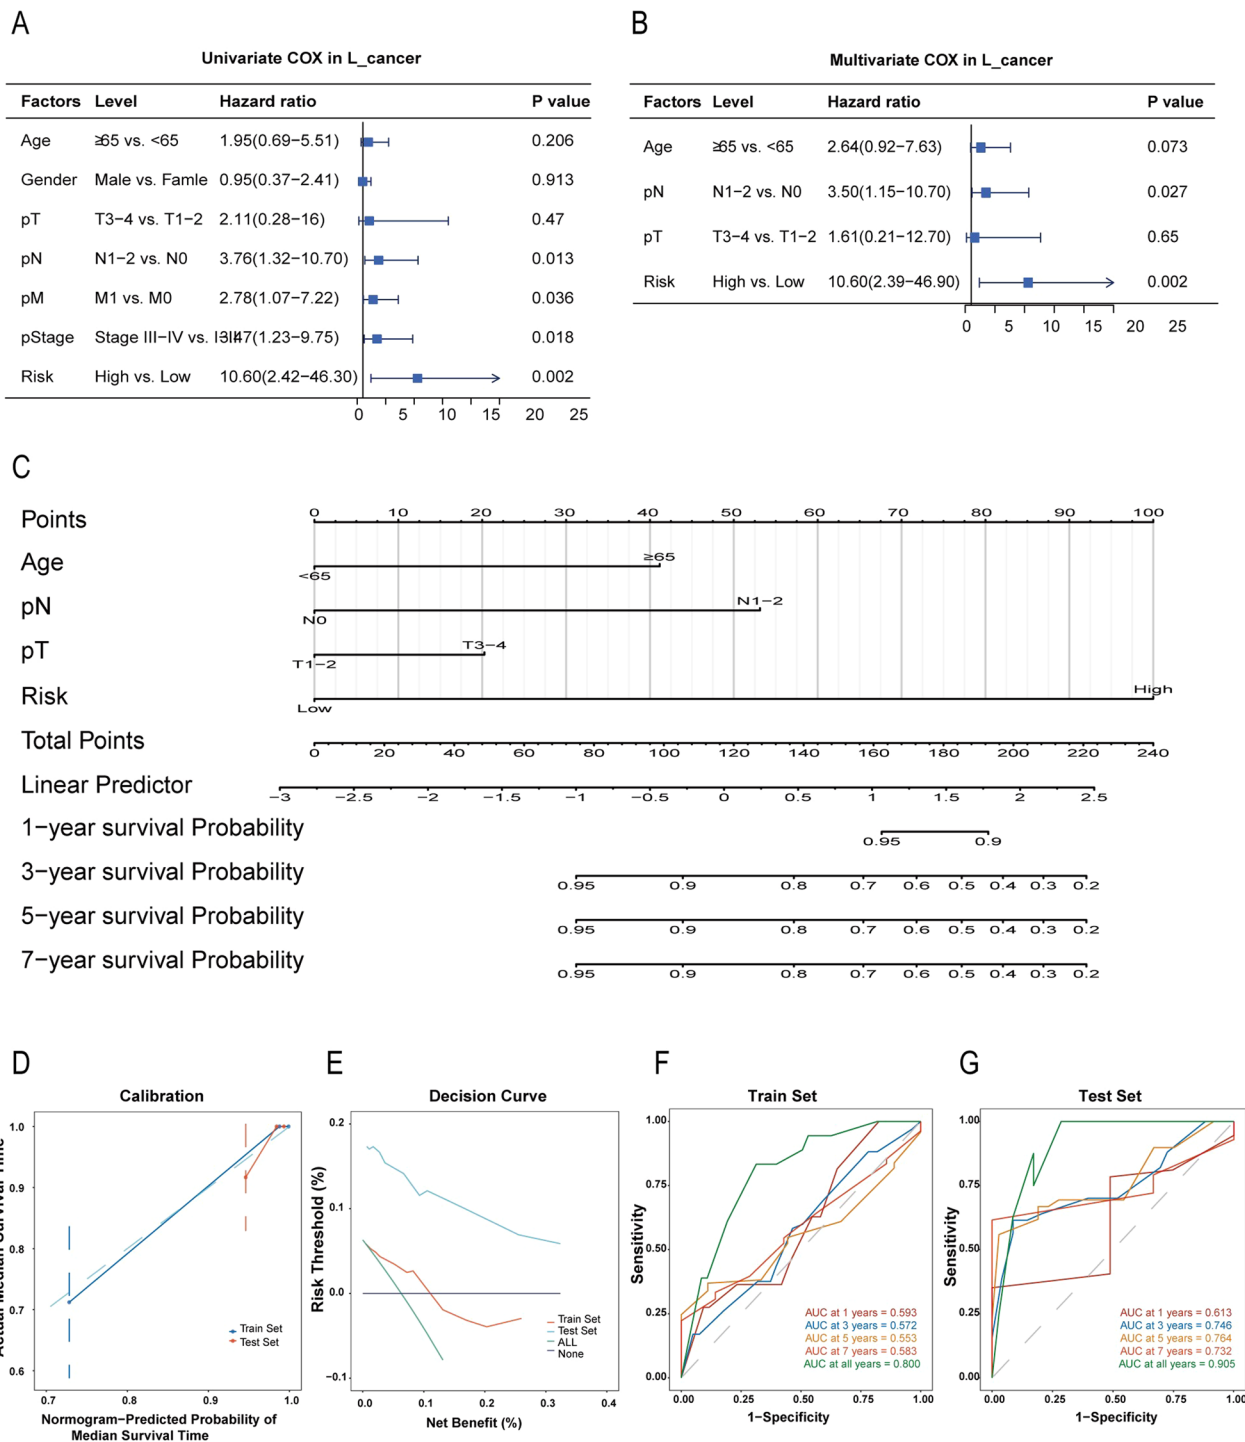 A
Univariate COX in L_cancer
Factors Level Hazard ratio P value
Age ≥65 vs. <65 1.95(0.69−5.51) 0.206
Gender Male vs. Famle 0.95(0.37−2.41) 0.913
pT T3−4 vs. T1−2 2.11(0.28−16) 0.47
pN N1−2 vs. N0 3.76(1.32−10.70) 0.013
pM M1 vs. M0 2.78(1.07−7.22) 0.036
pStage Stage III−IV vs. I−II 3.47(1.23−9.75) 0.018
Risk High vs. Low 10.60(2.42−46.30) 0.002
0 5 10 15 20 25
B
Multivariate COX in L_cancer
Factors Level Hazard ratio P value
Age ≥65 vs. <65 2.64(0.92−7.63) 0.073
pN N1−2 vs. N0 3.50(1.15−10.70) 0.027
pT T3−4 vs. T1−2 1.61(0.21−12.70) 0.65
Risk High vs. Low 10.60(2.39−46.90) 0.002
0 5 10 15 20 25
C
Points 0 10 20 30 40 50 60 70 80 90 100
Age <65 ≥65
pN N0 N1−2
pT T1−2 T3−4
Risk Low High
Total Points 0 20 40 60 80 100 120 140 160 180 200 220 240
Linear Predictor −3 −2.5 −2 −1.5 −1 −0.5 0 0.5 1 1.5 2 2.5
1−year survival Probability 0.95 0.9
3−year survival Probability 0.95 0.9 0.8 0.7 0.6 0.5 0.4 0.3 0.2
5−year survival Probability 0.95 0.9 0.8 0.7 0.6 0.5 0.4 0.3 0.2
7−year survival Probability 0.95 0.9 0.8 0.7 0.6 0.5 0.4 0.3 0.2
D
Calibration
Actual Median Survival Time
1.0
0.9
0.8
0.7
0.6
Train Set
Test Set
0.7 0.8 0.9 1.0
Normogram−Predicted Probability of
Median Survival Time
E
Decision Curve
Risk Threshold (%)
0.2
0.1
0.0
−0.1
Train Set
Test Set
ALL
None
0.0 0.1 0.2 0.3 0.4
Net Benefit (%)
F
Train Set
Sensitivity
1.00
0.75
0.50
0.25
0.00
AUC at 1 years = 0.593
AUC at 3 years = 0.572
AUC at 5 years = 0.553
AUC at 7 years = 0.583
AUC at all years = 0.800
0.00 0.25 0.50 0.75 1.00
1−Specificity
G
Test Set
Sensitivity
1.00
0.75
0.50
0.25
0.00
AUC at 1 years = 0.613
AUC at 3 years = 0.746
AUC at 5 years = 0.764
AUC at 7 years = 0.732
AUC at all years = 0.905
0.00 0.25 0.50 0.75 1.00
1−Specificity